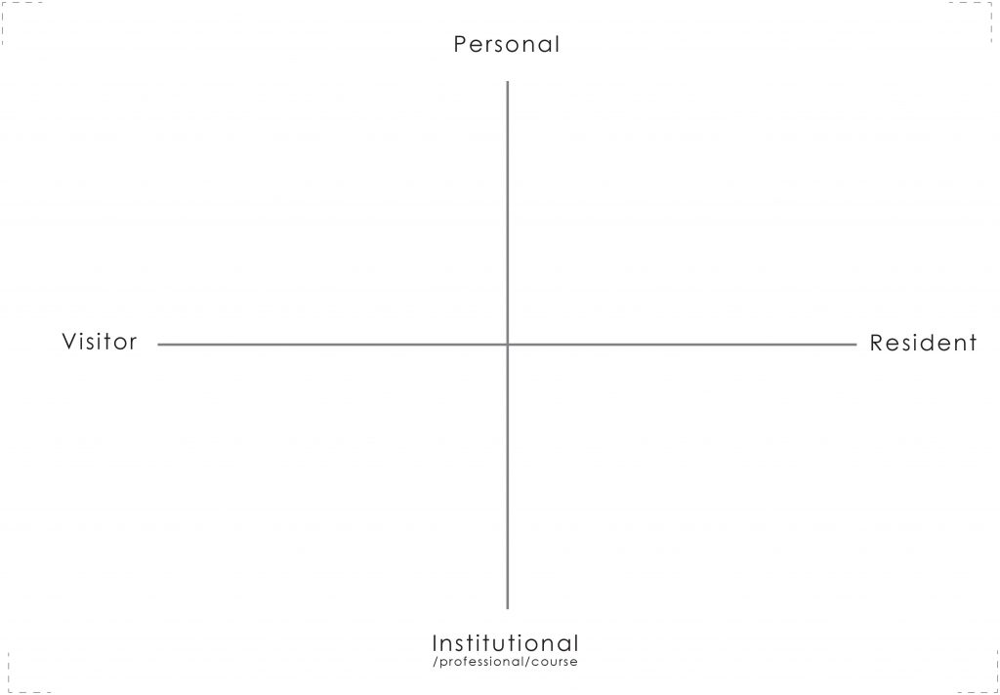 Personal
Visitor
Resident
Institutional
/professional/course